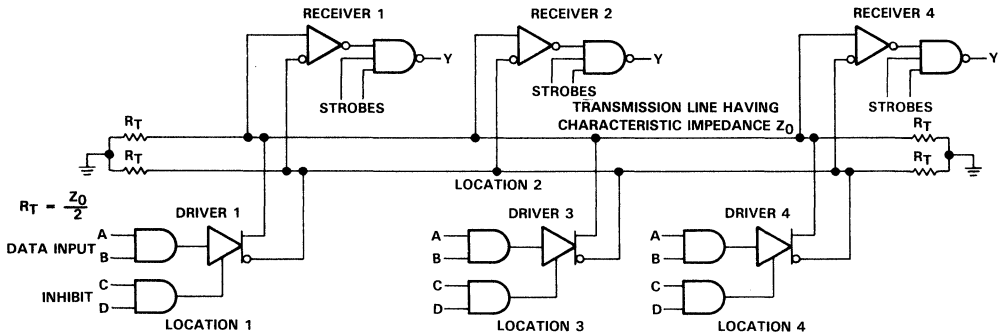 RECEIVER 1
RECEIVER 2
RECEIVER 4
Y
Y
Y
STROBES
STROBES
STROBES
TRANSMISSION LINE HAVING
CHARACTERISTIC IMPEDANCE Z0
RT
RT
RT
RT
LOCATION 2
RT = Z0/2
DRIVER 1
DRIVER 3
DRIVER 4
DATA INPUT
A
B
A
B
A
B
INHIBIT
C
D
C
D
C
D
LOCATION 1
LOCATION 3
LOCATION 4